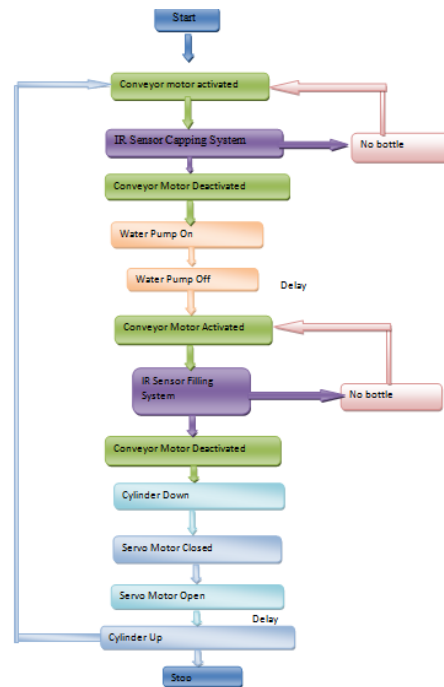 Start
Conveyor motor activated
IR Sensor Capping System
No bottle
Conveyor Motor Deactivated
Water Pump On
Water Pump Off
Delay
Conveyor Motor Activated
IR Sensor Filling
System
No bottle
Conveyor Motor Deactivated
Cylinder Down
Servo Motor Closed
Servo Motor Open
Delay
Cylinder Up
Stop